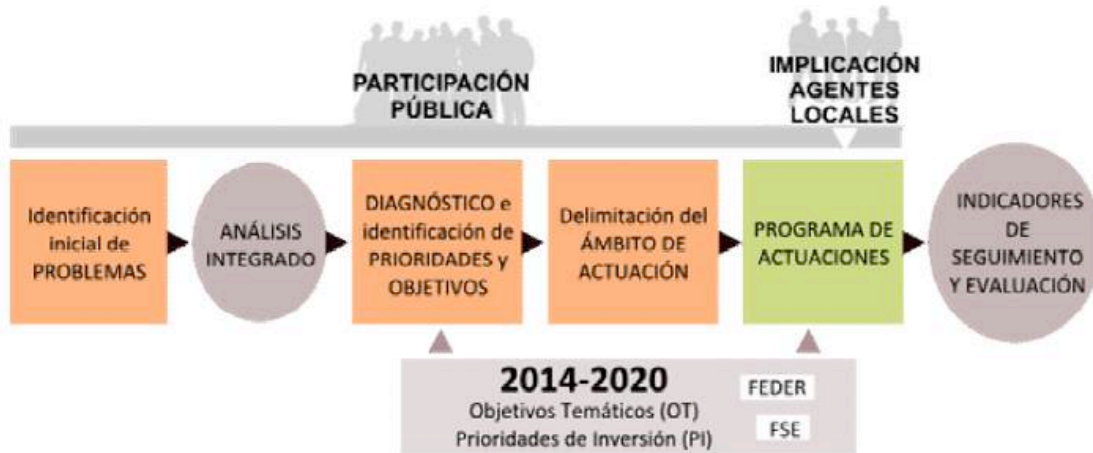 PARTICIPACIÓN
PÚBLICA
IMPLICACIÓN
AGENTES
LOCALES
Identificación
inicial de
PROBLEMAS
ANÁLISIS
INTEGRADO
DIAGNÓSTICO e
identificación de
PRIORIDADES y
OBJETIVOS
Delimitación del
ÁMBITO DE
ACTUACIÓN
PROGRAMA DE
ACTUACIONES
INDICADORES
DE
SEGUIMIENTO
Y EVALUACIÓN
2014-2020
Objetivos Temáticos (OT)
Prioridades de Inversión (PI)
FEDER
FSE